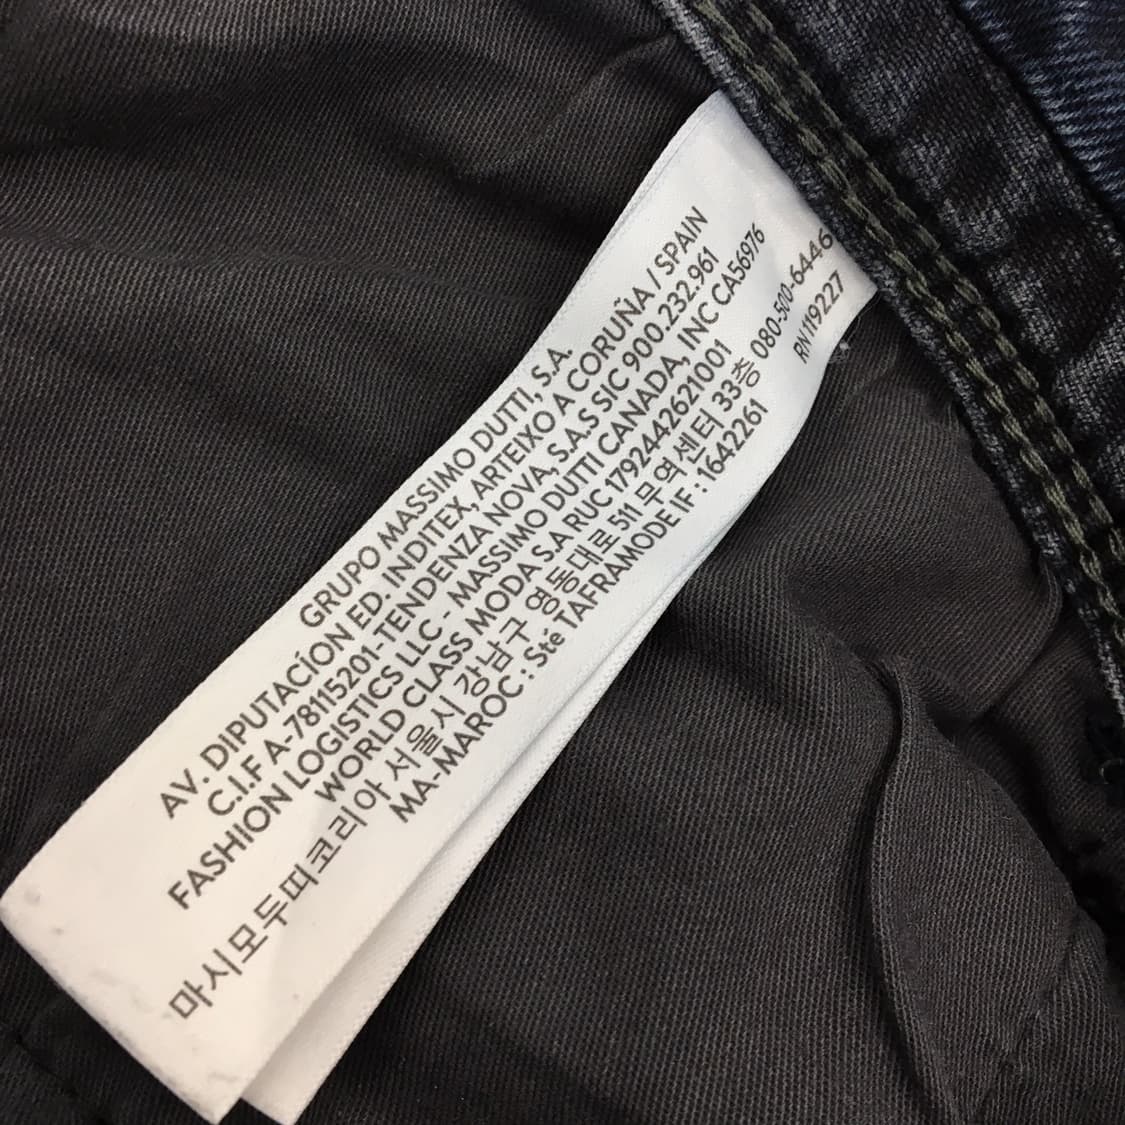 GRUPO MASSIMO DUTTI, S.A.
AV. DIPUTACÍON ED. INDITEX, ARTEIXO A CORUÑA / SPAIN
C.I.F A-78115201-TENDENZA NOVA, S.A.S SIC 900.232.961
FASHION LOGISTICS LLC - MASSIMO DUTTI CANADA, INC CA56976
WORLD CLASS MODA S.A RUC 1792442621001
마시모두띠코리아 서울시 강남구 영동대로 511 무역센터 33층 080-500-6446
MA-MAROC : Sté TAFRAMODE IF : 1642261
RN 119227